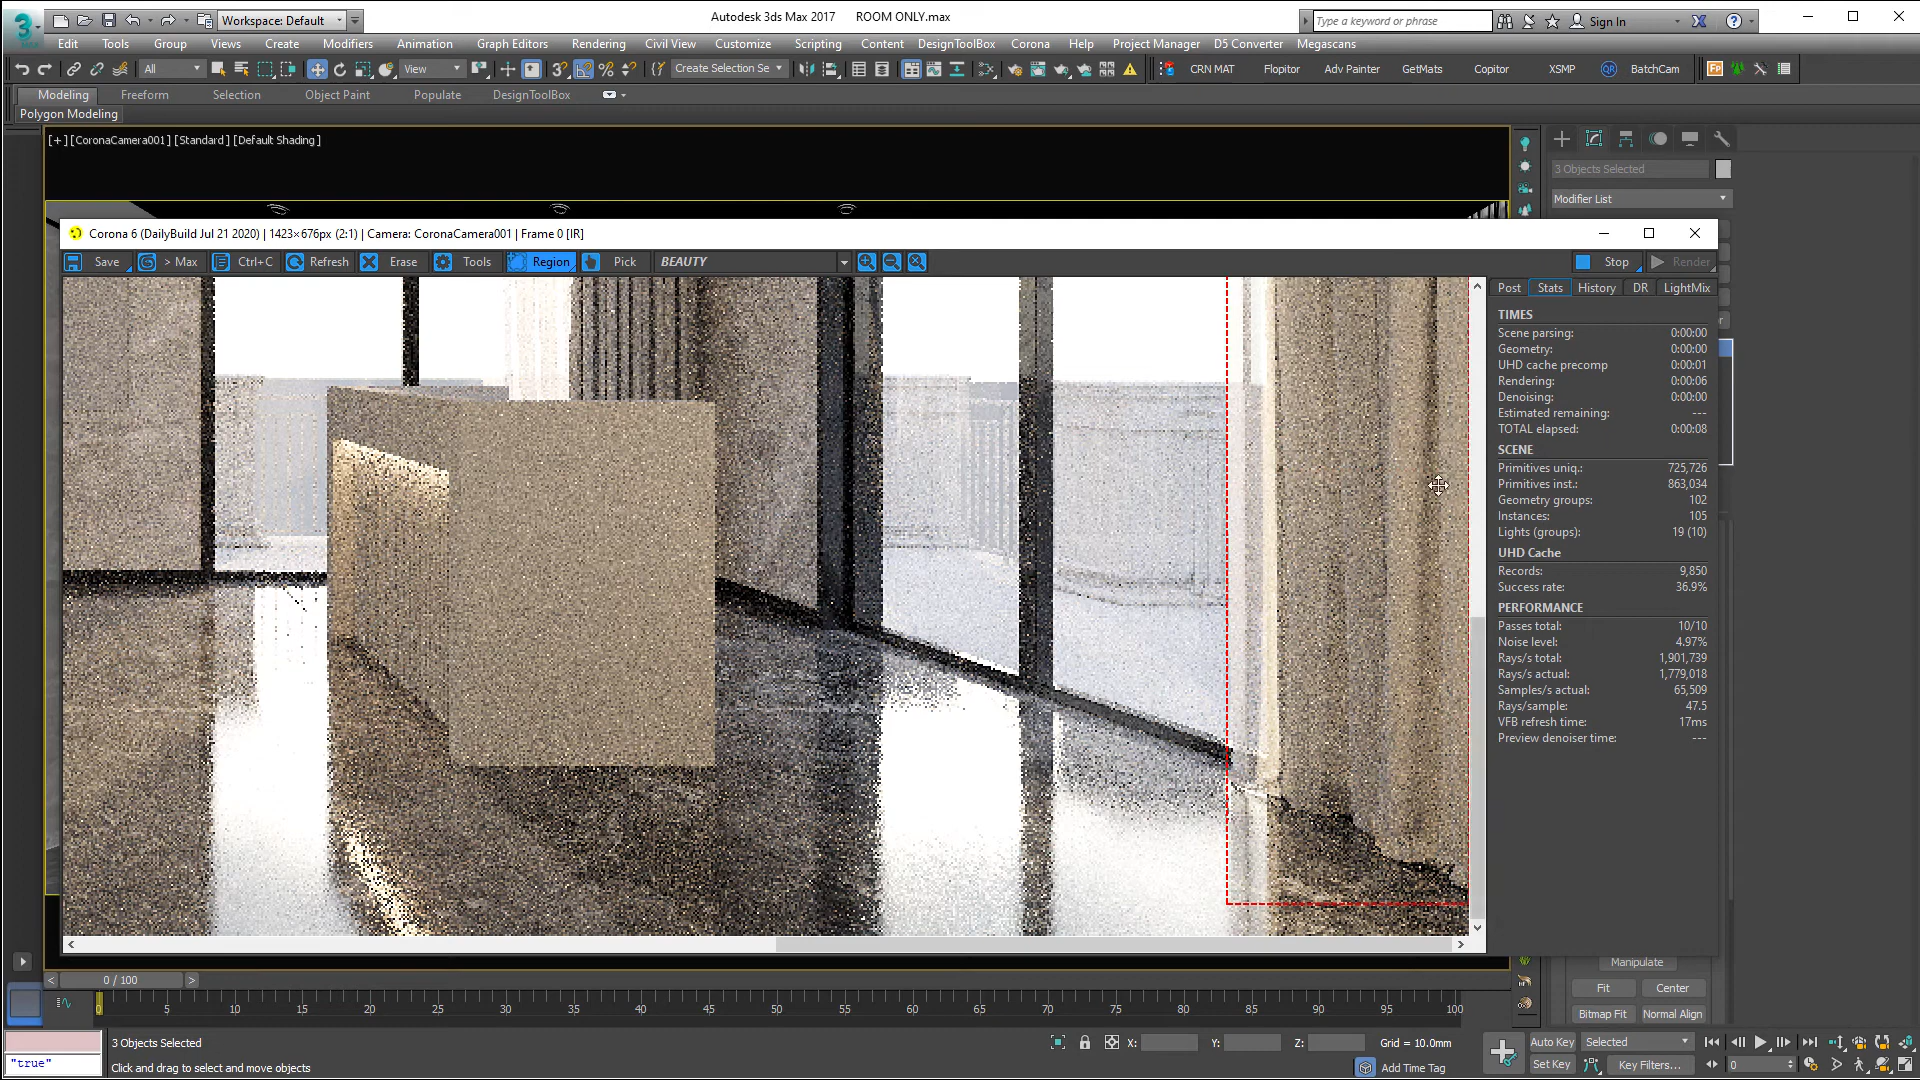 3
MAX
Workspace: Default
Autodesk 3ds Max 2017 ROOM ONLY.max
Type a keyword or phrase
Sign In
Edit Tools Group Views Create Modifiers Animation Graph Editors Rendering Civil View Customize Scripting Content DesignToolBox Corona Help Project Manager D5 Converter Megascans
All View Create Selection Se CRN MAT Flopitor Adv Painter GetMats Copitor XSMP QR BatchCam Fp
Modeling Freeform Selection Object Paint Populate DesignToolBox
Polygon Modeling
[+] [CoronaCamera001] [Standard] [Default Shading]
3 Objects Selected
Modifier List
Corona 6 (DailyBuild Jul 21 2020) | 1423×676px (2:1) | Camera: CoronaCamera001 | Frame 0 [IR]
Save > Max Ctrl+C Refresh Erase Tools Region Pick BEAUTY Stop Render
Post Stats History DR LightMix
TIMES
Scene parsing: 0:00:00
Geometry: 0:00:00
UHD cache precomp 0:00:01
Rendering: 0:00:06
Denoising: 0:00:00
Estimated remaining: ---
TOTAL elapsed: 0:00:08
SCENE
Primitives uniq.: 725,726
Primitives inst.: 863,034
Geometry groups: 102
Instances: 105
Lights (groups): 19 (10)
UHD Cache
Records: 9,850
Success rate: 36.9%
PERFORMANCE
Passes total: 10/10
Noise level: 4.97%
Rays/s total: 1,901,739
Rays/s actual: 1,779,018
Samples/s actual: 65,509
Rays/sample: 47.5
VFB refresh time: 17ms
Preview denoiser time: ---
Manipulate
Fit Center
Bitmap Fit Normal Align
< 0 / 100 >
0 5 10 15 20 25 30 35 40 45 50 55 60 65 70 75 80 85 90 95 100
3 Objects Selected
X: Y: Z: Grid = 10.0mm
Auto Key Selected
"true"
Click and drag to select and move objects
Add Time Tag
Set Key Key Filters... 0